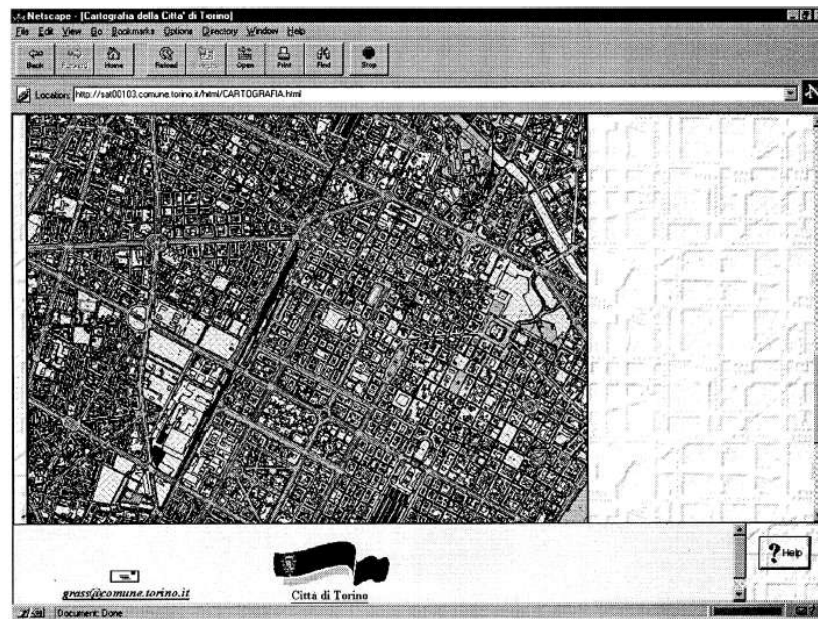 Netscape - [Cartografia della Citta' di Torino]
File Edit View Go Bookmarks Options Directory Window Help
Back Forward Home Reload Images Open Print Find Stop
Location: http://sat00103.comune.torino.it/html/CARTOGRAFIA.html
? Help
grass@comune.torino.it
Città di Torino
Document: Done